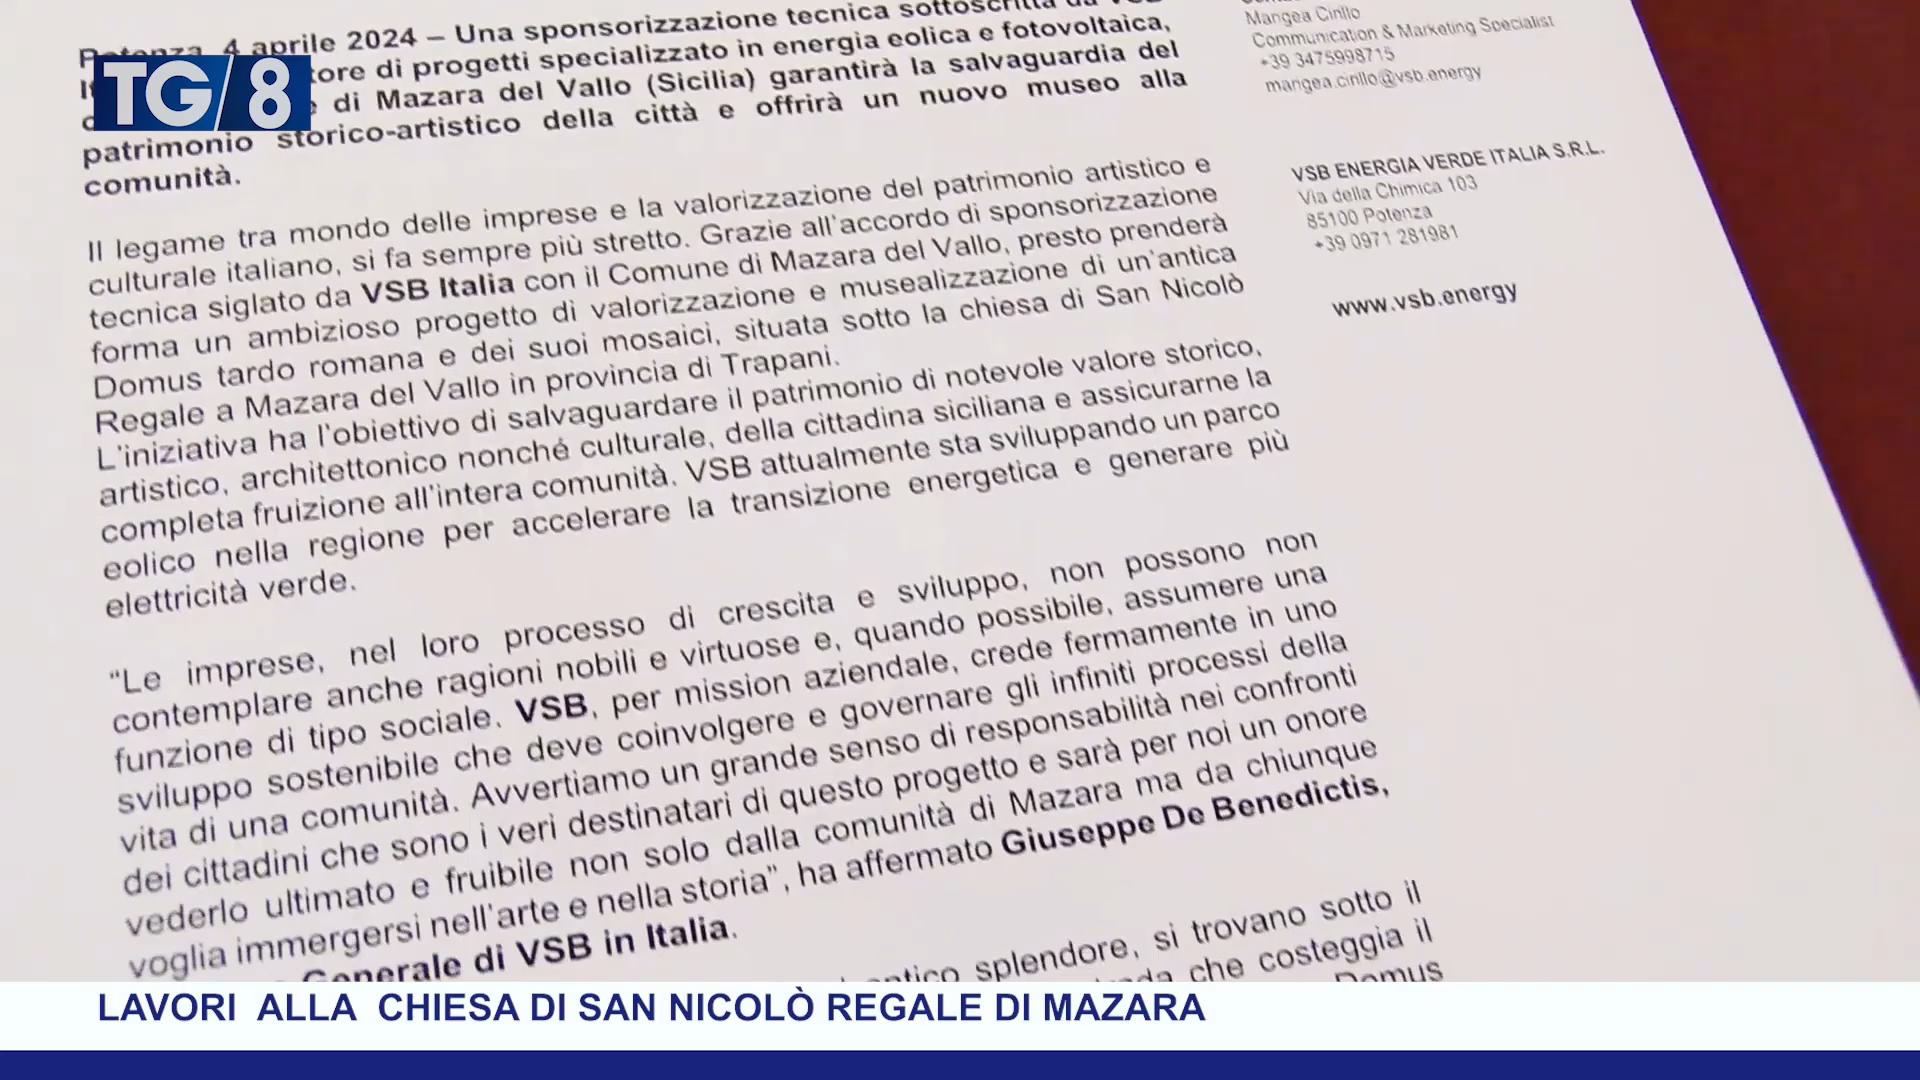 Potenza, 4 aprile 2024 – Una sponsorizzazione tecnica sottoscritta da VSB
tore di progetti specializzato in energia eolica e fotovoltaica,
di Mazara del Vallo (Sicilia) garantirà la salvaguardia del
patrimonio storico-artistico della città e offrirà un nuovo museo alla
comunità.
Il legame tra mondo delle imprese e la valorizzazione del patrimonio artistico e
culturale italiano, si fa sempre più stretto. Grazie all'accordo di sponsorizzazione
tecnica siglato da VSB Italia con il Comune di Mazara del Vallo, presto prenderà
forma un ambizioso progetto di valorizzazione e musealizzazione di un'antica
Domus tardo romana e dei suoi mosaici, situata sotto la chiesa di San Nicolò
Regale a Mazara del Vallo in provincia di Trapani.
L'iniziativa ha l'obiettivo di salvaguardare il patrimonio di notevole valore storico,
artistico, architettonico nonché culturale, della cittadina siciliana e assicurarne la
completa fruizione all'intera comunità. VSB attualmente sta sviluppando un parco
eolico nella regione per accelerare la transizione energetica e generare più
elettricità verde.
“Le imprese, nel loro processo di crescita e sviluppo, non possono non
contemplare anche ragioni nobili e virtuose e, quando possibile, assumere una
funzione di tipo sociale. VSB, per mission aziendale, crede fermamente in uno
sviluppo sostenibile che deve coinvolgere e governare gli infiniti processi della
vita di una comunità. Avvertiamo un grande senso di responsabilità nei confronti
dei cittadini che sono i veri destinatari di questo progetto e sarà per noi un onore
vederlo ultimato e fruibile non solo dalla comunità di Mazara ma da chiunque
voglia immergersi nell'arte e nella storia”, ha affermato Giuseppe De Benedictis,
Generale di VSB in Italia.
antico splendore, si trovano sotto il
che costeggia il
Domus
Mangea Cirillo
Communication & Marketing Specialist
+39 3475998715
mangea.cirillo@vsb.energy
VSB ENERGIA VERDE ITALIA S.R.L.
Via della Chimica 103
85100 Potenza
+39 0971 281981
www.vsb.energy
TG/8
LAVORI ALLA CHIESA DI SAN NICOLÒ REGALE DI MAZARA